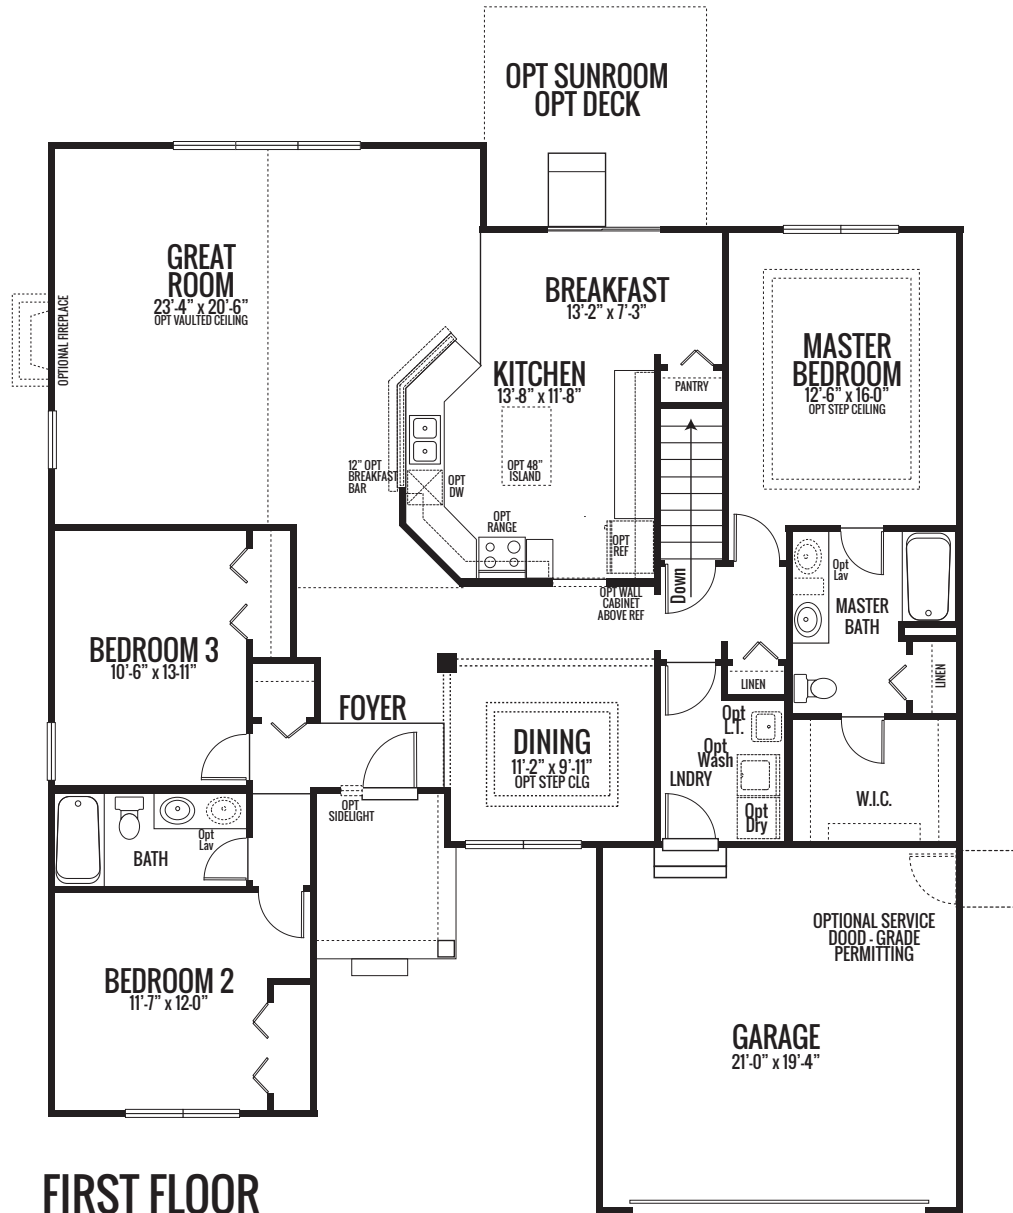 OPT SUNROOM
OPT DECK
GREAT
ROOM
23'-4" x 20'-6"
OPT VAULTED CEILING
OPTIONAL FIREPLACE
BREAKFAST
13'-2" x 7'-3"
KITCHEN
13'-8" x 11'-8"
PANTRY
MASTER
BEDROOM
12'-6" x 16-0"
OPT STEP CEILING
12" OPT
BREAKFAST
BAR
OPT
DW
OPT 48"
ISLAND
OPT
RANGE
OPT
REF
OPT WALL
CABINET
ABOVE REF
Down
Opt
Lav
MASTER
BATH
LINEN
LINEN
BEDROOM 3
10'-6" x 13-11"
FOYER
DINING
11'-2" x 9'-11"
OPT STEP CLG
Opt
L.T.
Opt
Wash
LNDRY
Opt
Dry
W.I.C.
OPT
SIDELIGHT
Opt
Lav
BATH
BEDROOM 2
11'-7" x 12-0"
OPTIONAL SERVICE
DOOD - GRADE
PERMITTING
GARAGE
21'-0" x 19'-4"
FIRST FLOOR